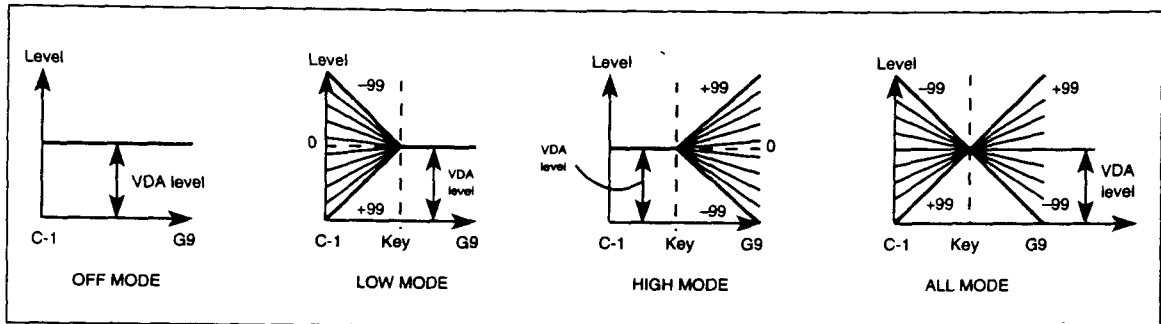 Level
VDA level
C-1 G9
OFF MODE
Level
–99
0
VDA
level
+99
C-1 Key G9
LOW MODE
Level
+99
VDA
level
0
–99
C-1 Key G9
HIGH MODE
Level
–99 +99
VDA
level
+99 –99
C-1 Key G9
ALL MODE